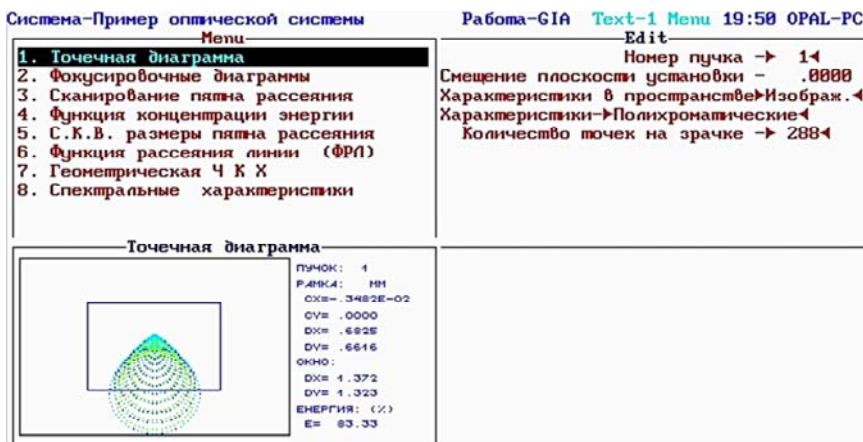 Система-Пример оптической системы Работа-GIA Text-1 Menu 19:50 OPAL-PC
Menu
1. Точечная диаграмма
2. Фокусировочные диаграммы
3. Сканирование пятна рассеяния
4. Функция концентрации энергии
5. С.К.В. размеры пятна рассеяния
6. Функция рассеяния линии (ФРЛ)
7. Геометрическая Ч К Х
8. Спектральные характеристики
Edit
Номер пучка -► 1◄
Смещение плоскости установки - .0000
Характеристики в пространстве►Изображ.◄
Характеристики-►Полихроматические◄
Количество точек на зрачке -► 288◄
Точечная диаграмма
ПУЧОК: 1
РАМКА: ММ
CX=-.3482E-02
CY= .0000
DX= .6825
DY= .6616
ОКНО:
DX= 1.372
DY= 1.323
ЕНЕРГИЯ: (%)
E= 83.33